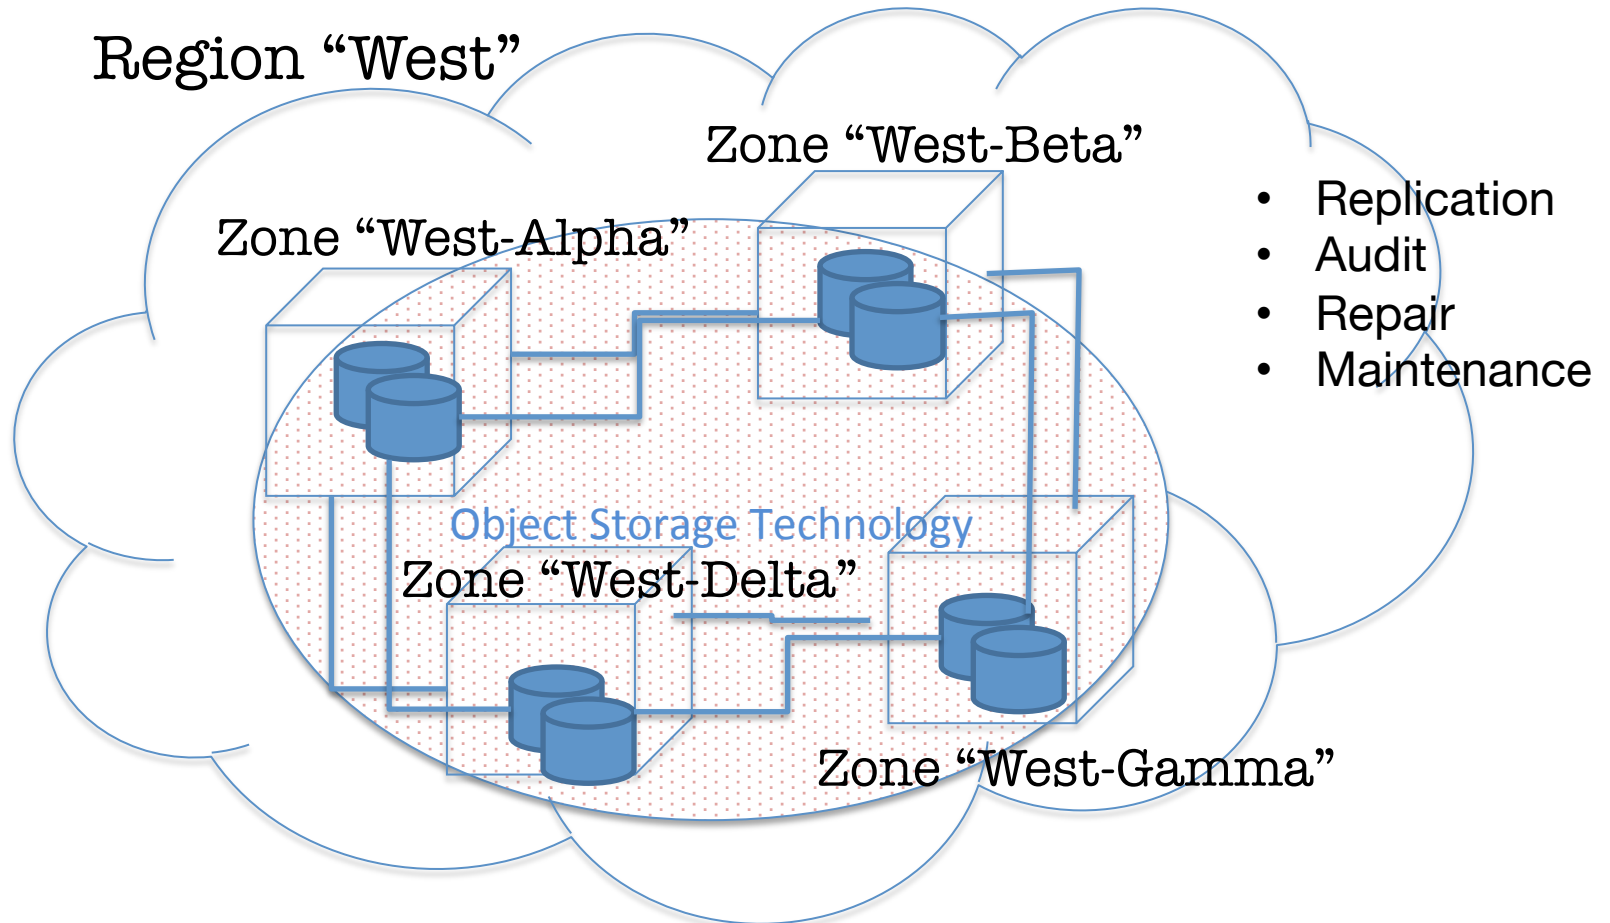 Region “West”
Zone “West-Beta”
Zone “West-Alpha”
• Replication
• Audit
• Repair
• Maintenance
Object Storage Technology
Zone “West-Delta”
Zone “West-Gamma”